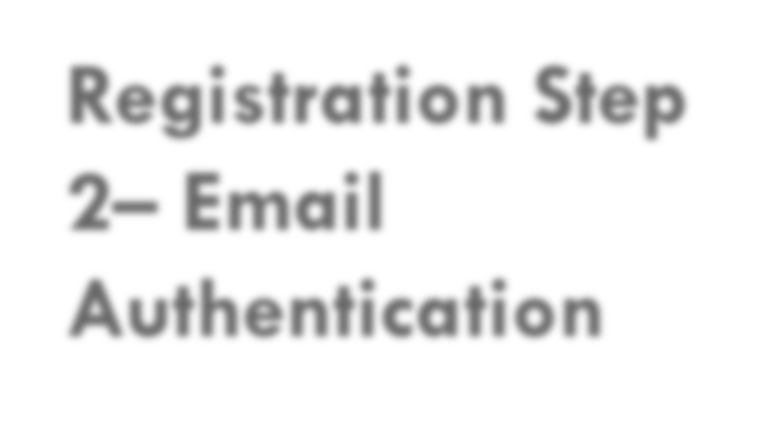 Registration Step
2– Email
Authentication